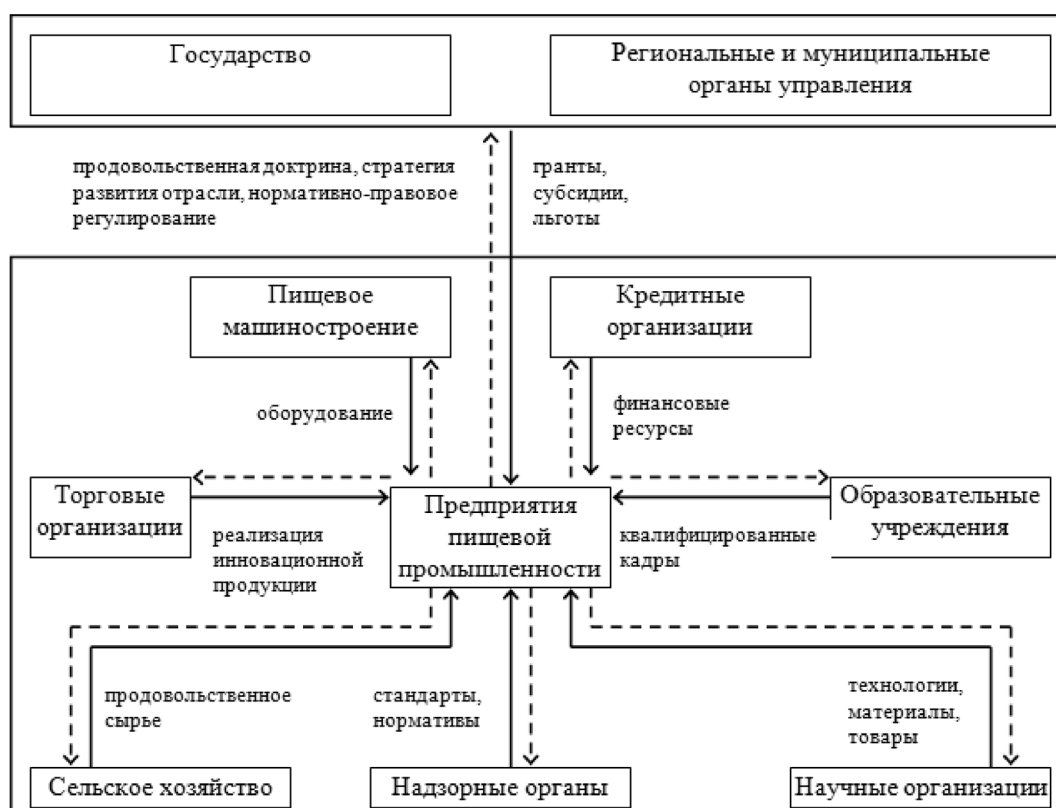 Государство
Региональные и муниципальные
органы управления
продовольственная доктрина, стратегия
развития отрасли, нормативно-правовое
регулирование
гранты,
субсидии,
льготы
Пищевое
машиностроение
Кредитные
организации
оборудование
финансовые
ресурсы
Торговые
организации
Предприятия
пищевой
промышленности
Образовательные
учреждения
реализация
инновационной
продукции
квалифицированные
кадры
продовольственное
сырье
стандарты,
нормативы
технологии,
материалы,
товары
Сельское хозяйство
Надзорные органы
Научные организации